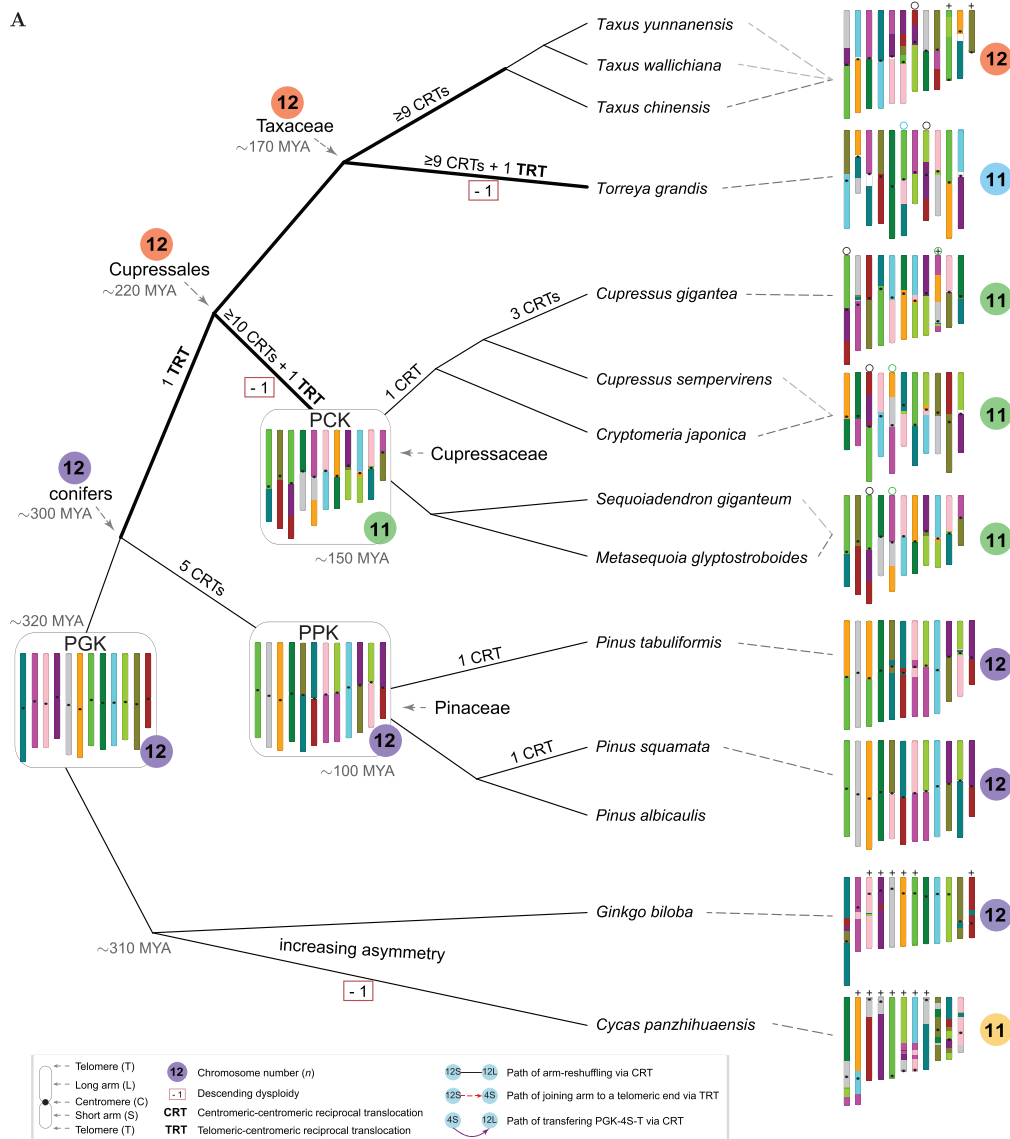 A
Taxus yunnanensis
Taxus wallichiana
Taxus chinensis
12
≥9 CRTs
12
Taxaceae
~170 MYA
≥9 CRTs + 1 TRT
- 1
Torreya grandis
11
12
Cupressales
~220 MYA
1 TRT
≥10 CRTs + 1 TRT
- 1
3 CRTs
Cupressus gigantea
11
1 CRT
Cupressus sempervirens
Cryptomeria japonica
11
PCK
Cupressaceae
11
~150 MYA
Sequoiadendron giganteum
Metasequoia glyptostroboides
11
12
conifers
~300 MYA
5 CRTs
~320 MYA
PGK
12
PPK
12
~100 MYA
1 CRT
Pinus tabuliformis
12
Pinaceae
1 CRT
Pinus squamata
12
Pinus albicaulis
Ginkgo biloba
12
~310 MYA
increasing asymmetry
- 1
Cycas panzhihuaensis
11
Telomere (T)
Long arm (L)
Centromere (C)
Short arm (S)
Telomere (T)
12 Chromosome number (n)
- 1 Descending dysploidy
CRT Centromeric-centromeric reciprocal translocation
TRT Telomeric-centromeric reciprocal translocation
12S 12L Path of arm-reshuffling via CRT
12S 4S Path of joining arm to a telomeric end via TRT
4S 12L Path of transfering PGK-4S-T via CRT